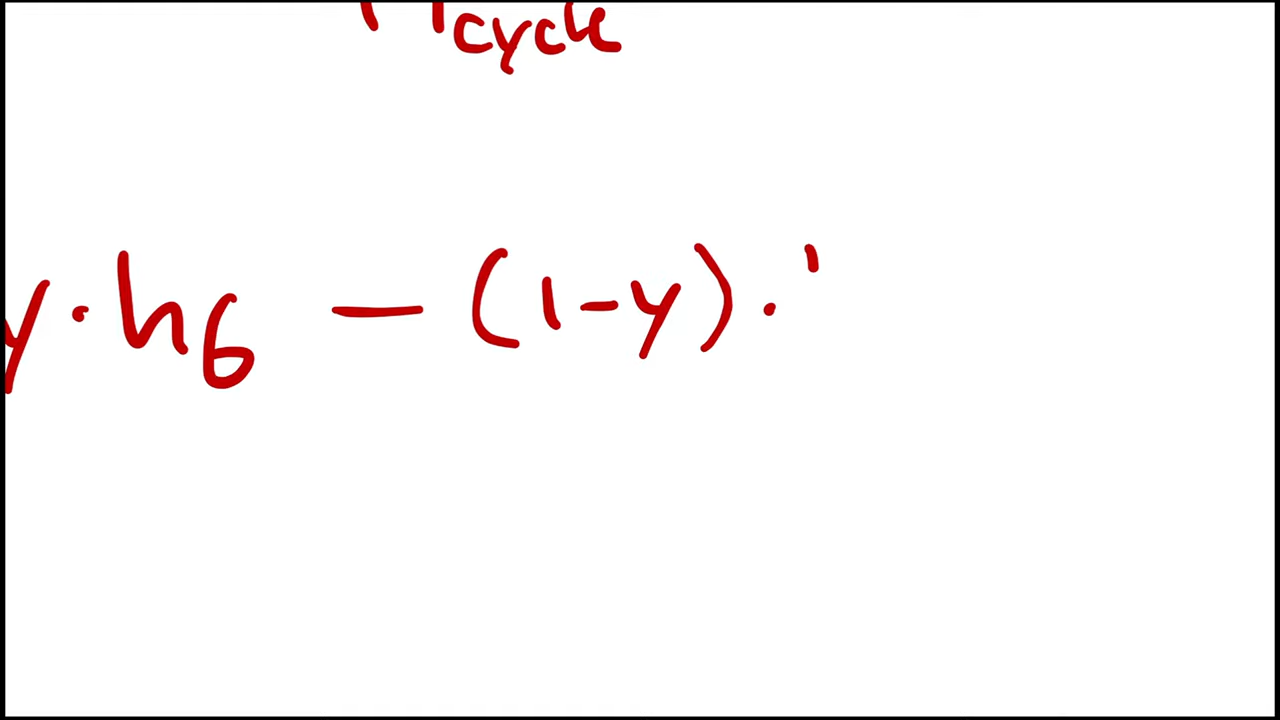 cycle
y · h6 — (1-y) ·